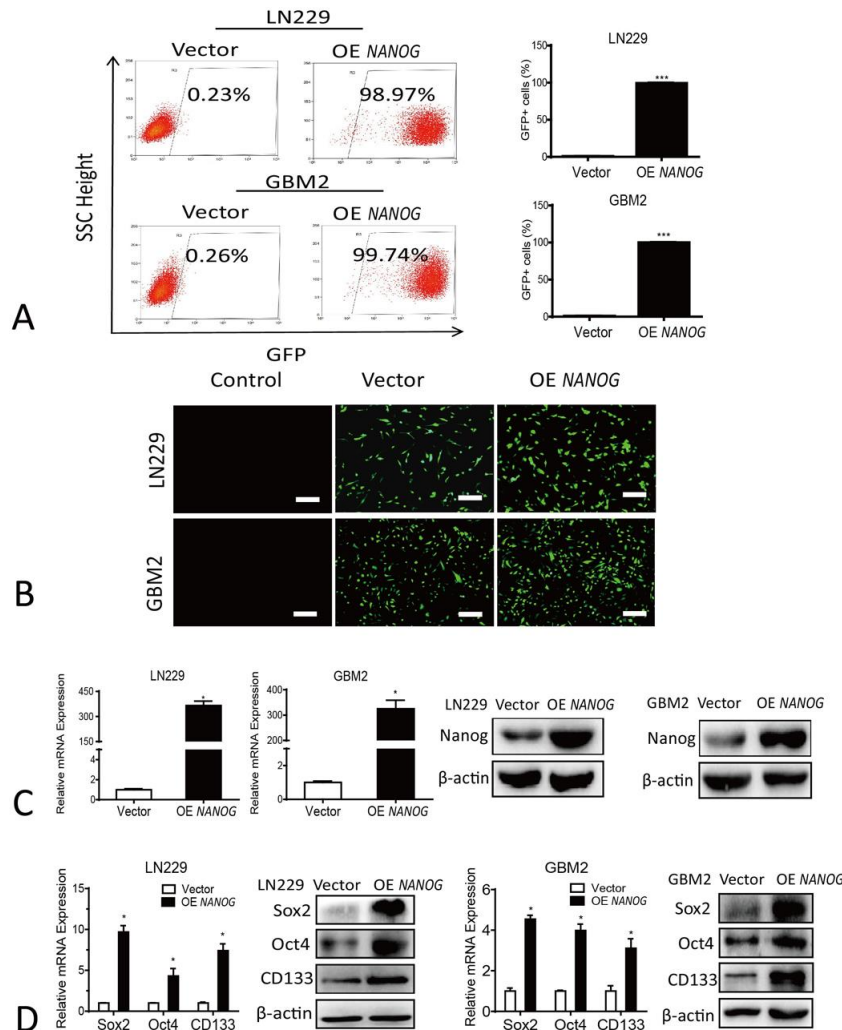 LN229
Vector
OE NANOG
0.23%
98.97%
GBM2
Vector
OE NANOG
0.26%
99.74%
SSC Height
GFP
LN229
GFP+ cells (%)
150
100
50
0
***
Vector
OE NANOG
GBM2
GFP+ cells (%)
150
100
50
0
***
Vector
OE NANOG
A
Control
Vector
OE NANOG
LN229
GBM2
B
LN229
Relative mRNA Expression
450
300
150
4
2
0
*
Vector
OE NANOG
GBM2
Relative mRNA Expression
400
300
200
100
4
2
0
*
Vector
OE NANOG
LN229 Vector OE NANOG
Nanog
β-actin
GBM2 Vector OE NANOG
Nanog
β-actin
C
LN229
Relative mRNA Expression
15
10
5
0
Vector
OE NANOG
*
*
*
Sox2 Oct4 CD133
LN229 Vector OE NANOG
Sox2
Oct4
CD133
β-actin
GBM2
Relative mRNA Expression
6
4
2
0
Vector
OE NANOG
*
*
*
Sox2 Oct4 CD133
GBM2 Vector OE NANOG
Sox2
Oct4
CD133
β-actin
D